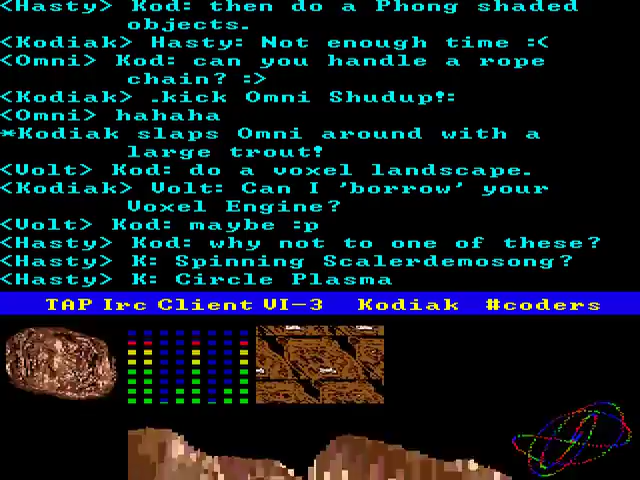 <Hasty> Kod: then do a Phong shaded
objects.
<Kodiak> Hasty: Not enough time :<
<Omni> Kod: can you handle a rope
chain? :>
<Kodiak> .kick Omni Shudup!:
<Omni> hahaha
*Kodiak slaps Omni around with a
large trout!
<Volt> Kod: do a voxel landscape.
<Kodiak> Volt: Can I 'borrow' your
Voxel Engine?
<Volt> Kod: maybe :p
<Hasty> Kod: why not to one of these?
<Hasty> K: Spinning Scalerdemosong?
<Hasty> K: Circle Plasma
TAP Irc Client VI-3 Kodiak #coders